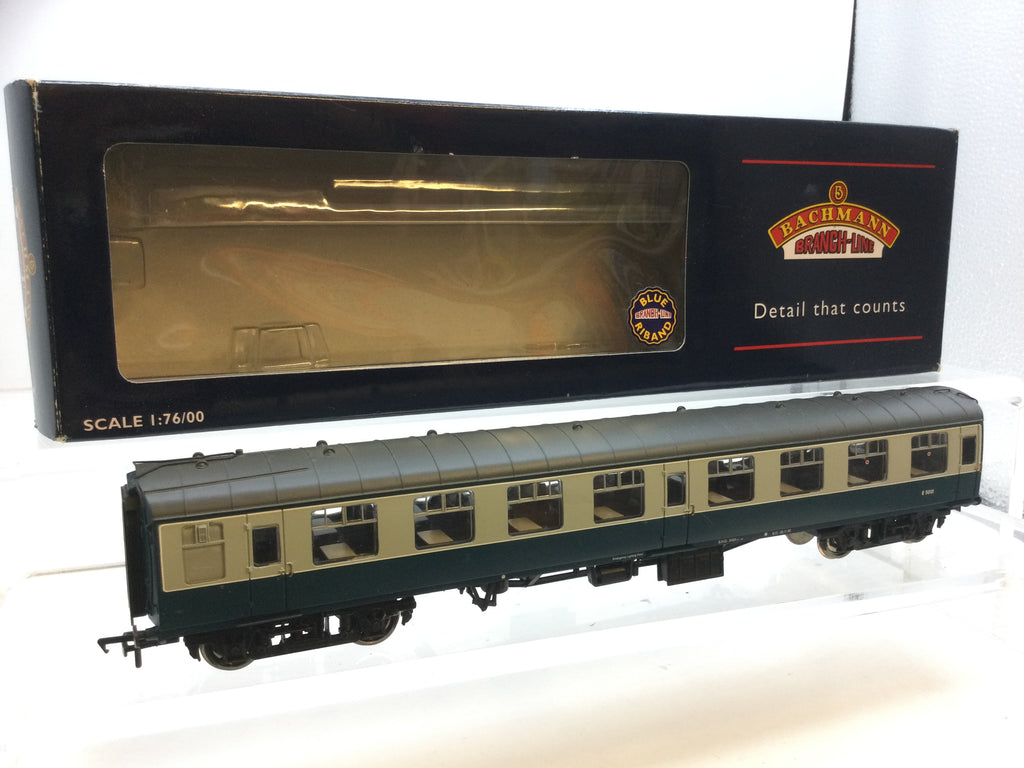 B
BACHMANN
BRANCH-LINE
Detail that counts
BLUE
BRANCH-LINE
RIBAND
SCALE 1:76/00